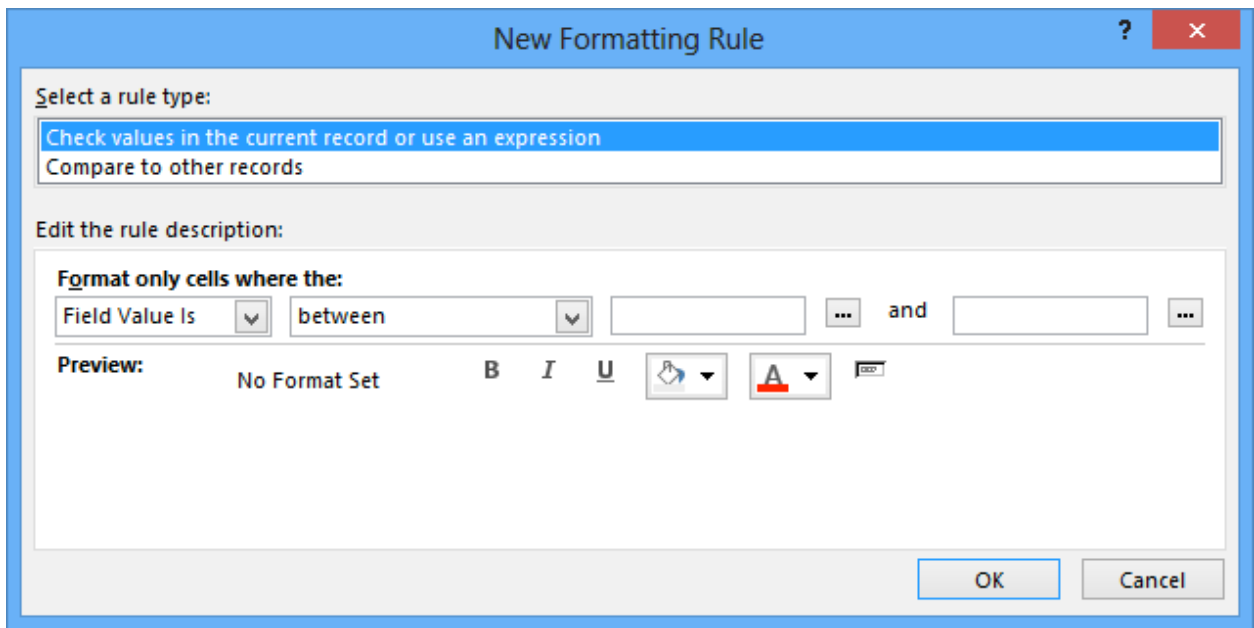 New Formatting Rule ?
Select a rule type:
Check values in the current record or use an expression
Compare to other records
Edit the rule description:
Format only cells where the:
Field Value Is between ... and ...
Preview: No Format Set B I U A
OK Cancel